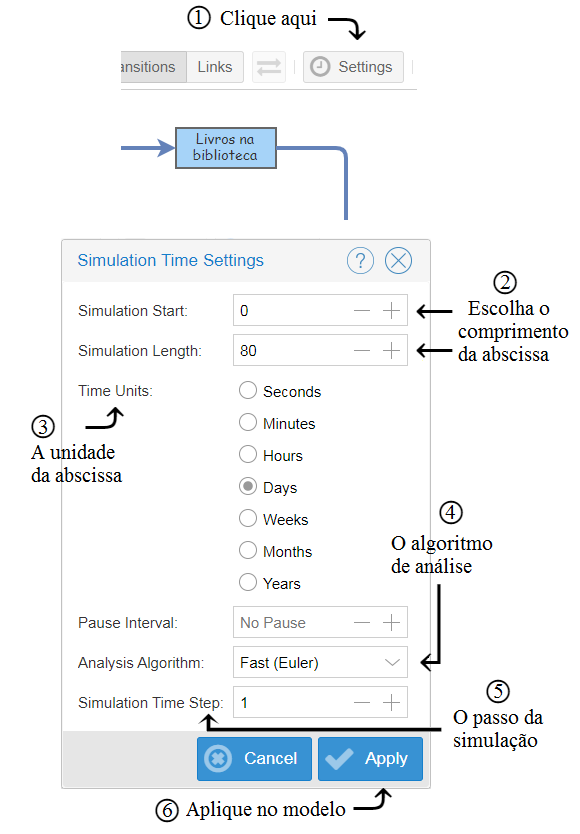 ① Clique aqui
ansitions Links Settings
Livros na
biblioteca
Simulation Time Settings ?
②
Simulation Start: 0
Escolha o
comprimento
da abscissa
Simulation Length: 80
Time Units:
Seconds
Minutes
Hours
Days
Weeks
Months
Years
③
A unidade
da abscissa
④
O algoritmo
de análise
Pause Interval: No Pause
Analysis Algorithm: Fast (Euler)
Simulation Time Step: 1
⑤
O passo da
simulação
Cancel Apply
⑥ Aplique no modelo